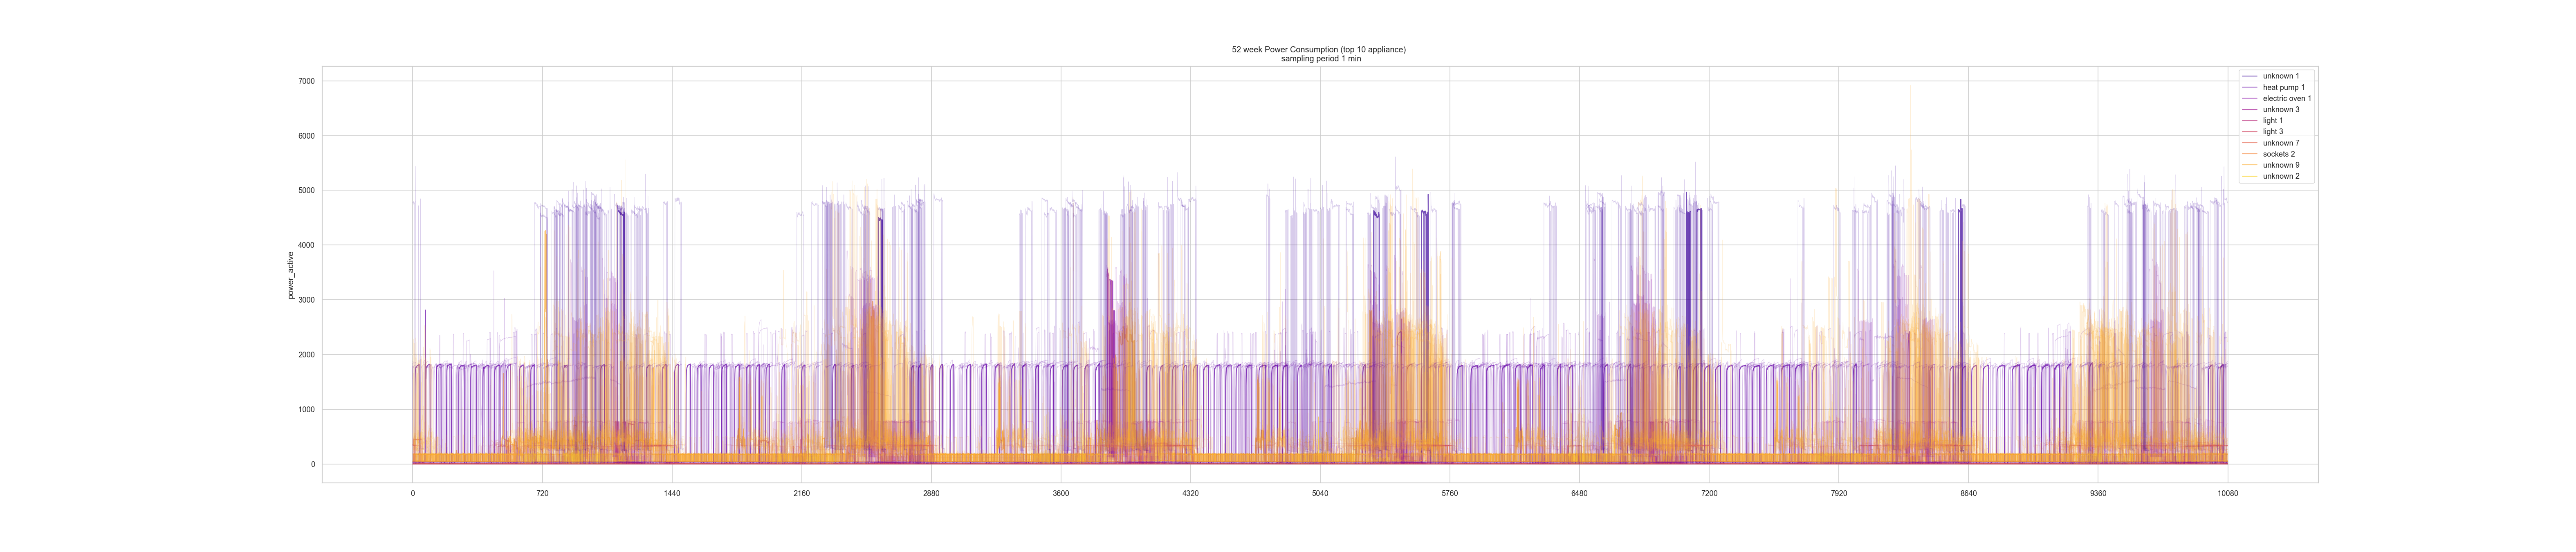 52 week Power Consumption (top 10 appliance)
sampling period 1 min
7000
6000
5000
4000
3000
2000
1000
0
power_active
unknown 1
heat pump 1
electric oven 1
unknown 3
light 1
light 3
unknown 7
sockets 2
unknown 9
unknown 2
0 720 1440 2160 2880 3600 4320 5040 5760 6480 7200 7920 8640 9360 10080